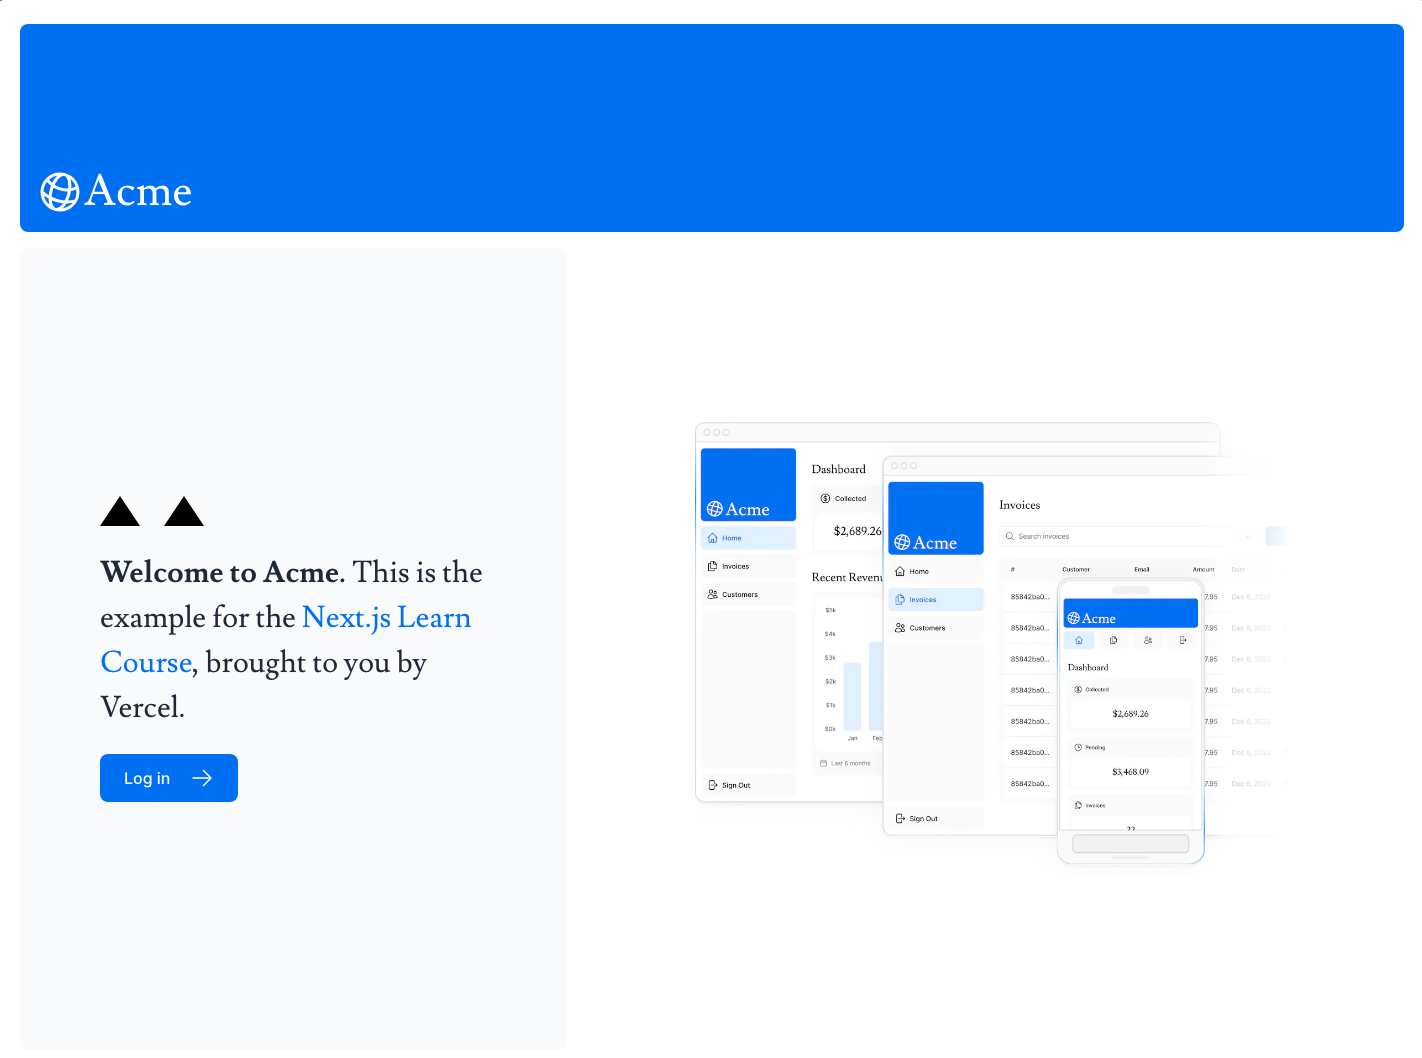 Acme
Welcome to Acme. This is the
example for the Next.js Learn
Course, brought to you by
Vercel.
Log in
Acme
Home
Invoices
Customers
Sign Out
Dashboard
Collected
$2,689.26
Recent Revenu
$5k
$4k
$3k
$2k
$1k
$0k
Jan Feb
Last 6 months
Acme
Home
Invoices
Customers
Sign Out
Invoices
Search invoices
# Customer Email Amount Date
85842ba0... 7.95 Dec 6, 2022
85842ba0... 7.95 Dec 6, 2022
85842ba0... 7.95 Dec 6, 2022
85842ba0... 7.95 Dec 6, 2022
85842ba0... 7.95 Dec 6, 2022
85842ba0... 7.95 Dec 6, 2022
85842ba0... 7.95 Dec 6, 2022
Acme
Dashboard
Collected
$2,689.26
Pending
$3,468.09
Invoices